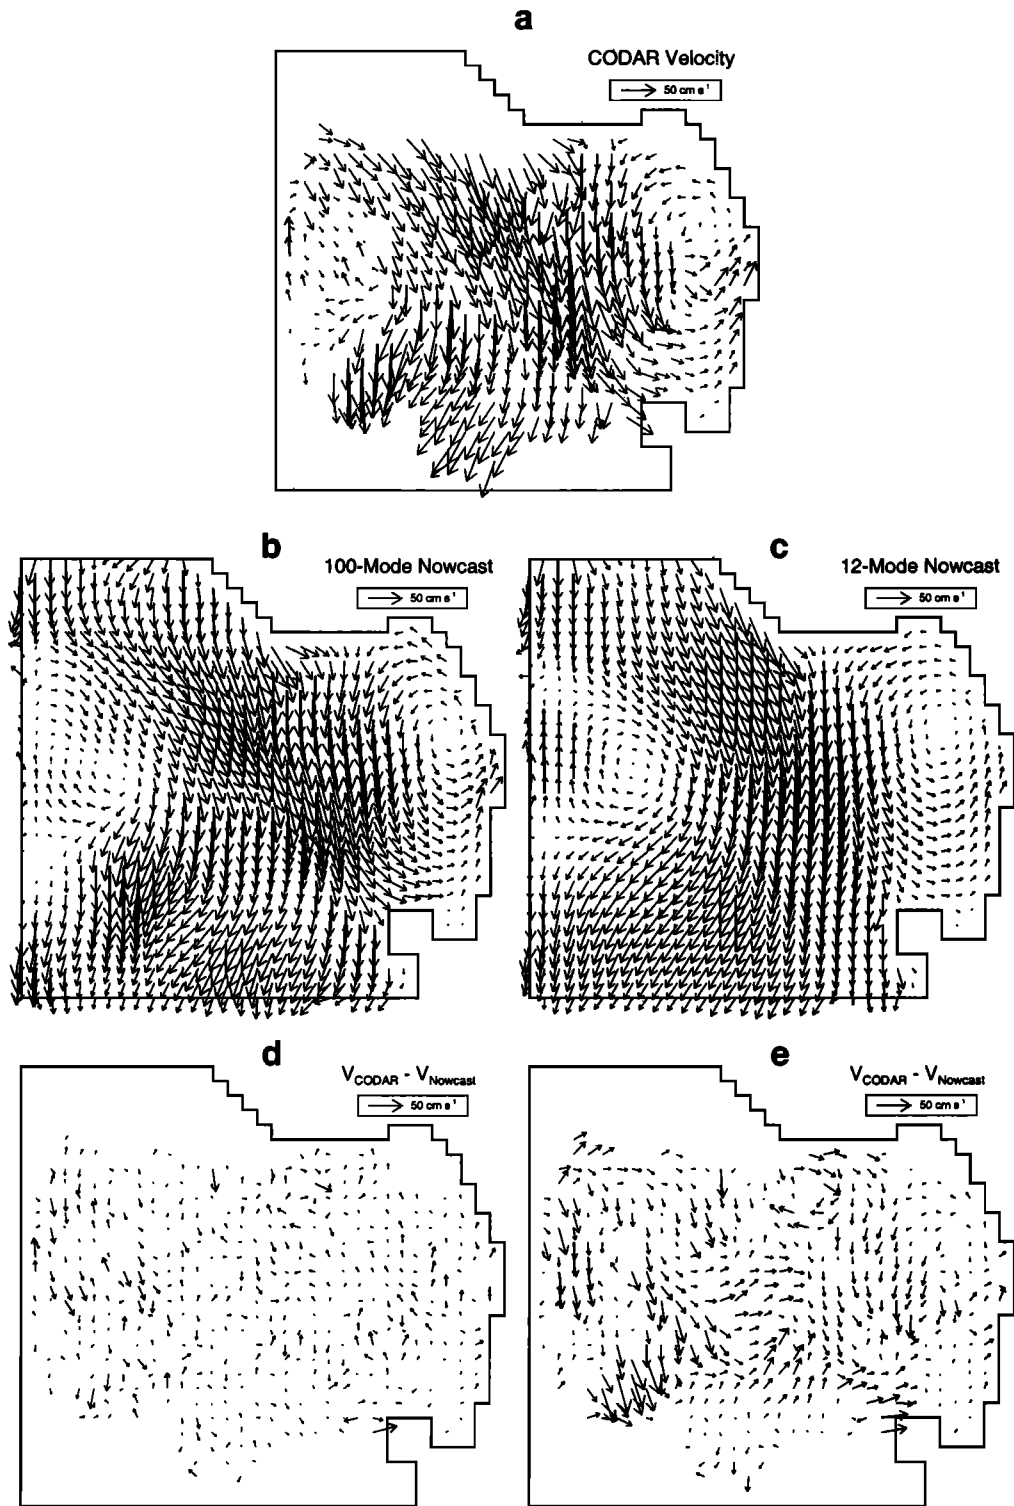 a
CODAR Velocity
50 cm s⁻¹
b
100-Mode Nowcast
50 cm s⁻¹
c
12-Mode Nowcast
50 cm s⁻¹
d
V_CODAR - V_Nowcast
50 cm s⁻¹
e
V_CODAR - V_Nowcast
50 cm s⁻¹